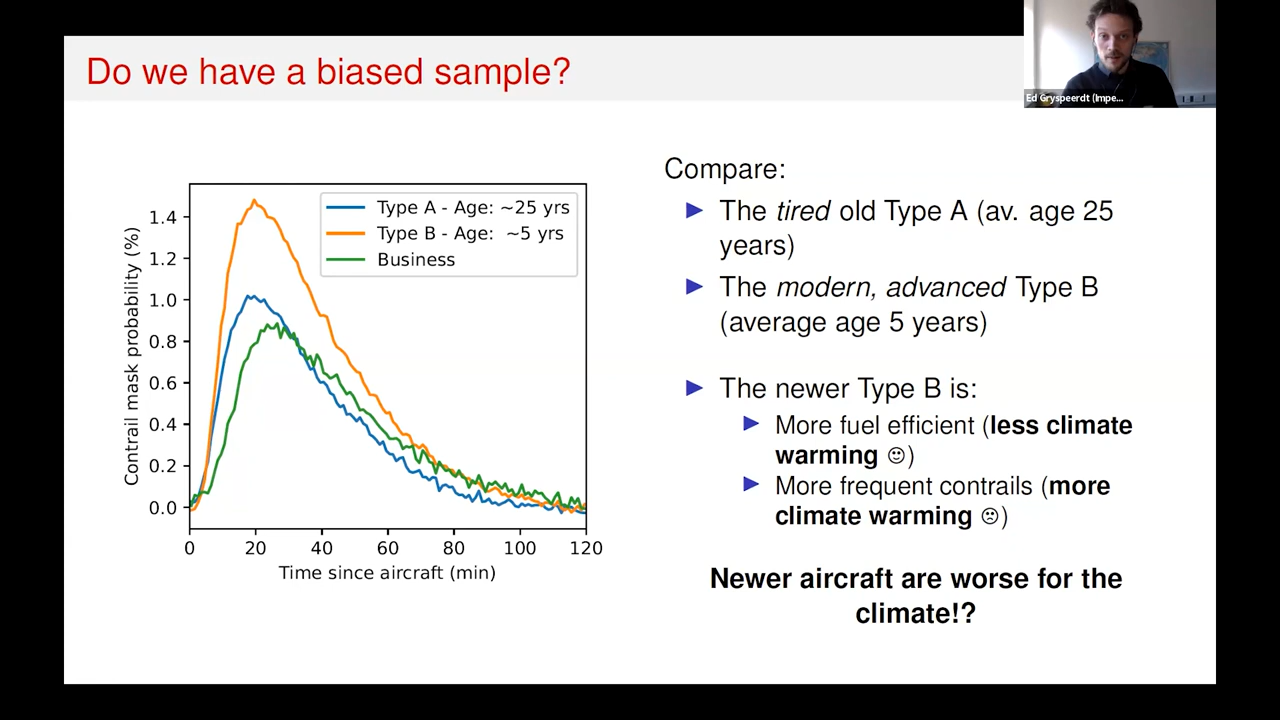 Do we have a biased sample?
Ed Gryspeerdt (Impe...
Contrail mask probability (%)
1.4
1.2
1.0
0.8
0.6
0.4
0.2
0.0
Type A - Age: ~25 yrs
Type B - Age: ~5 yrs
Business
0 20 40 60 80 100 120
Time since aircraft (min)
Compare:
The tired old Type A (av. age 25
years)
The modern, advanced Type B
(average age 5 years)
The newer Type B is:
More fuel efficient (less climate
warming ☺)
More frequent contrails (more
climate warming ☹)
Newer aircraft are worse for the
climate!?